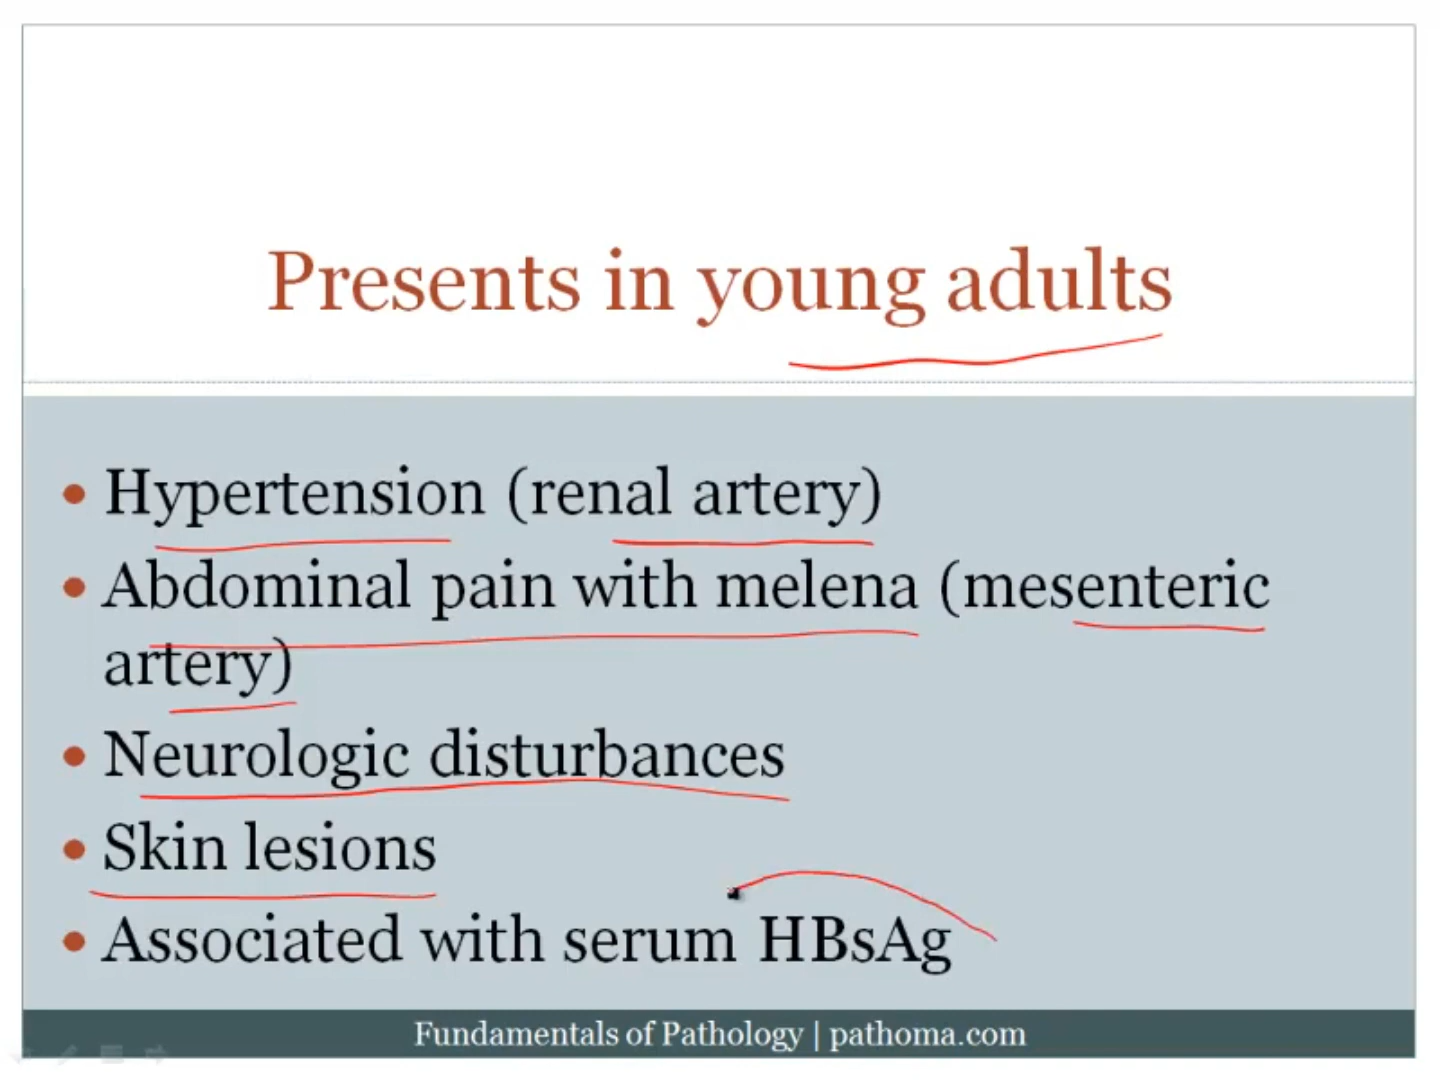 Presents in young adults
• Hypertension (renal artery)
• Abdominal pain with melena (mesenteric
artery)
• Neurologic disturbances
• Skin lesions
• Associated with serum HBsAg
Fundamentals of Pathology | pathoma.com